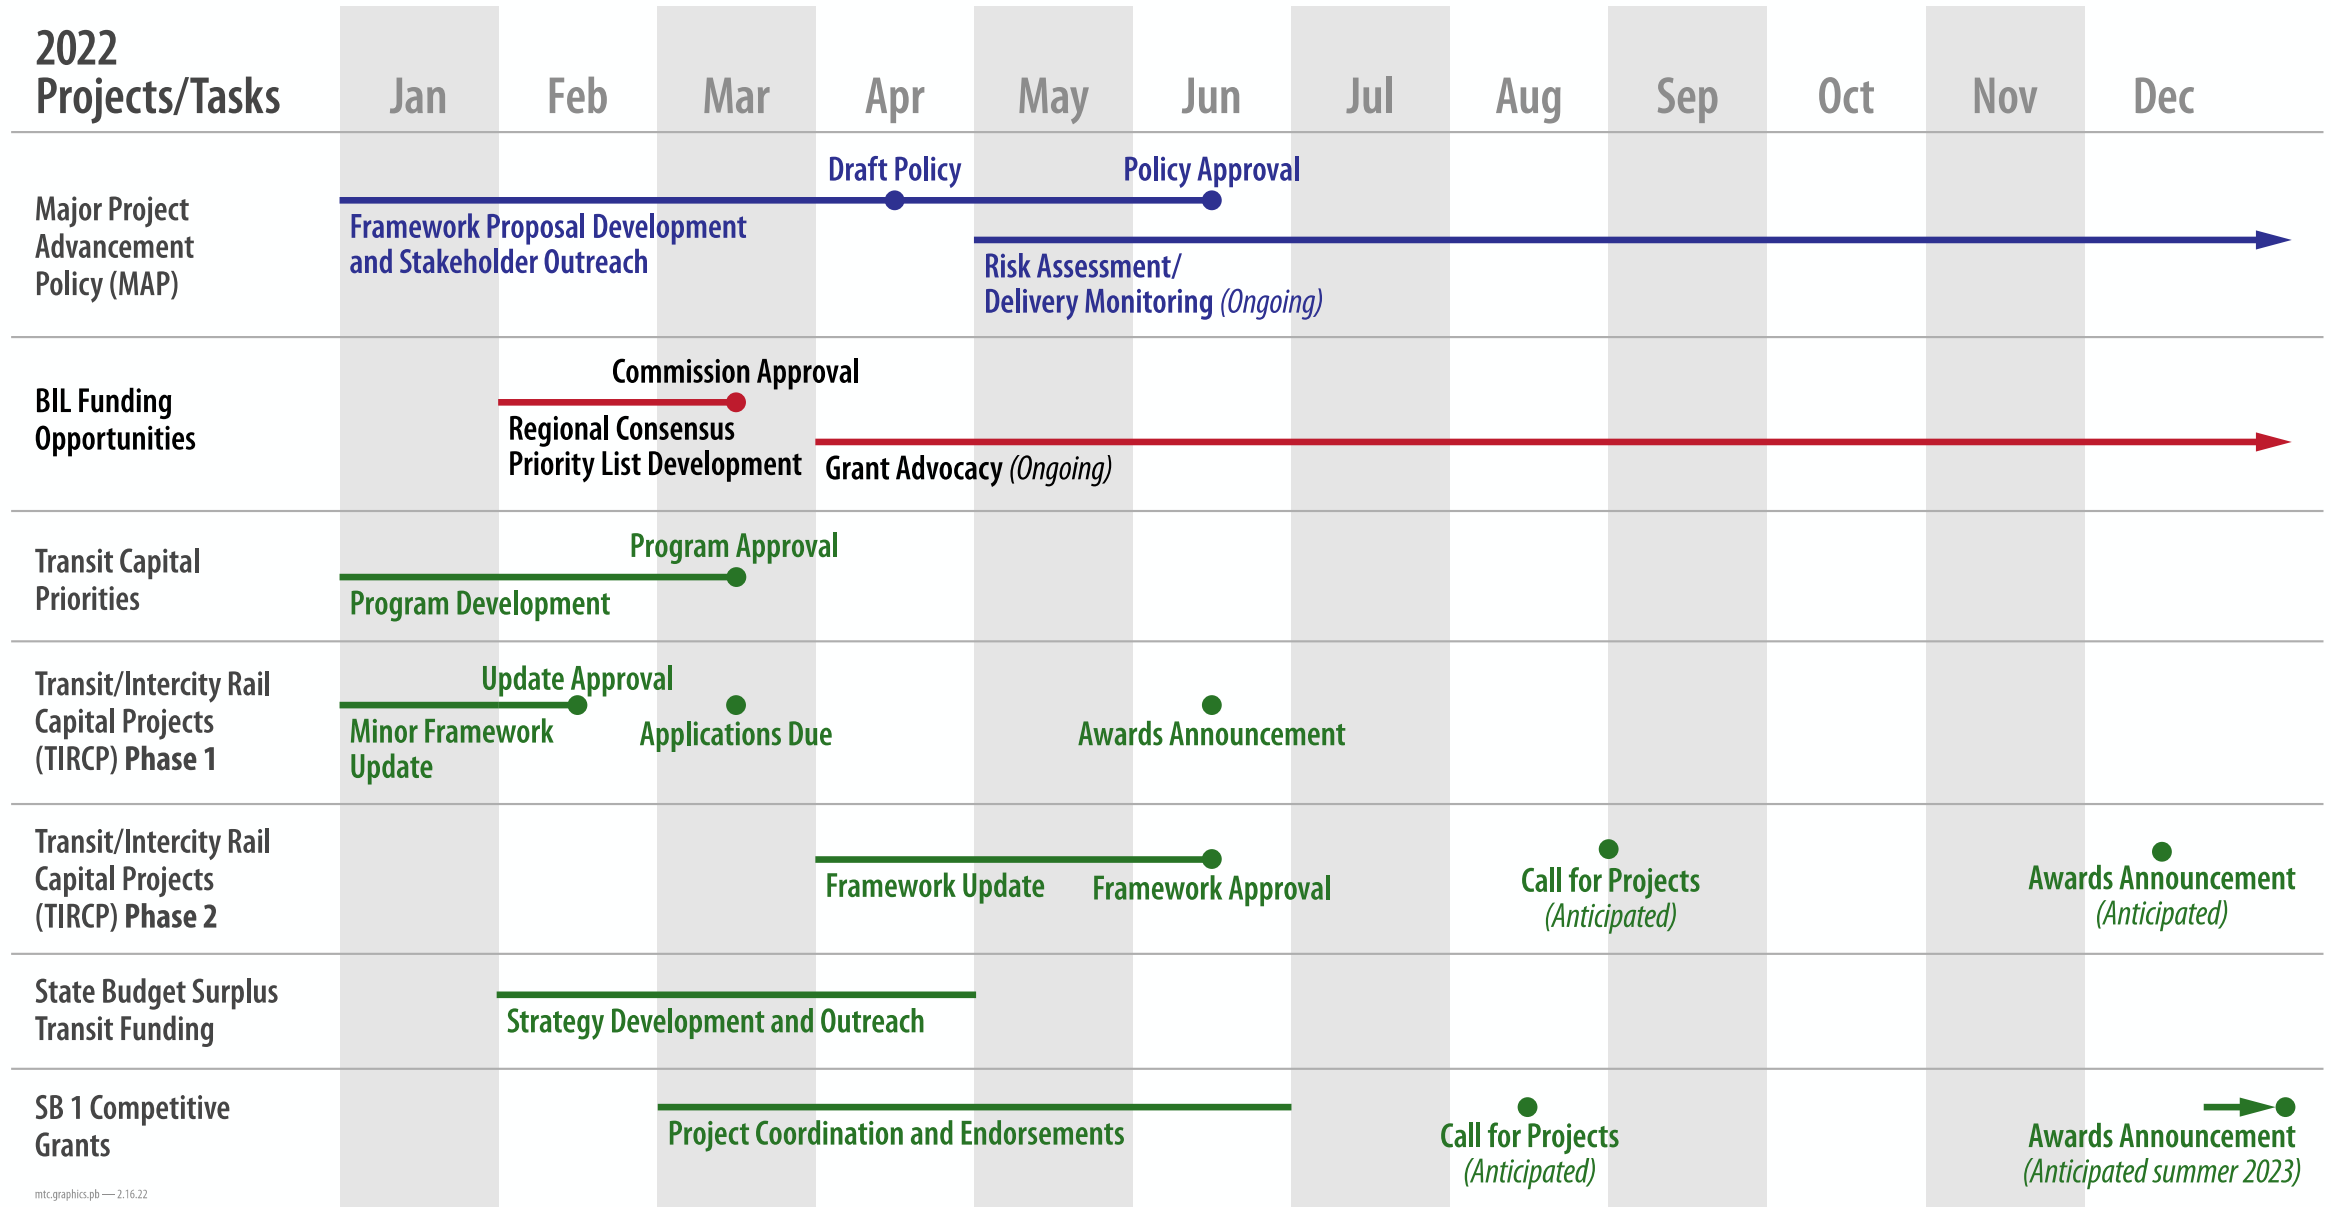 2022
Projects/Tasks
Jan Feb Mar Apr May Jun Jul Aug Sep Oct Nov Dec
Major Project
Advancement
Policy (MAP)
Draft Policy
Policy Approval
Framework Proposal Development
and Stakeholder Outreach
Risk Assessment/
Delivery Monitoring (Ongoing)
BIL Funding
Opportunities
Commission Approval
Regional Consensus
Priority List Development
Grant Advocacy (Ongoing)
Transit Capital
Priorities
Program Approval
Program Development
Transit/Intercity Rail
Capital Projects
(TIRCP) Phase 1
Update Approval
Minor Framework
Update
Applications Due
Awards Announcement
Transit/Intercity Rail
Capital Projects
(TIRCP) Phase 2
Framework Update
Framework Approval
Call for Projects
(Anticipated)
Awards Announcement
(Anticipated)
State Budget Surplus
Transit Funding
Strategy Development and Outreach
SB 1 Competitive
Grants
Project Coordination and Endorsements
Call for Projects
(Anticipated)
Awards Announcement
(Anticipated summer 2023)
mtc.graphics.pb — 2.16.22